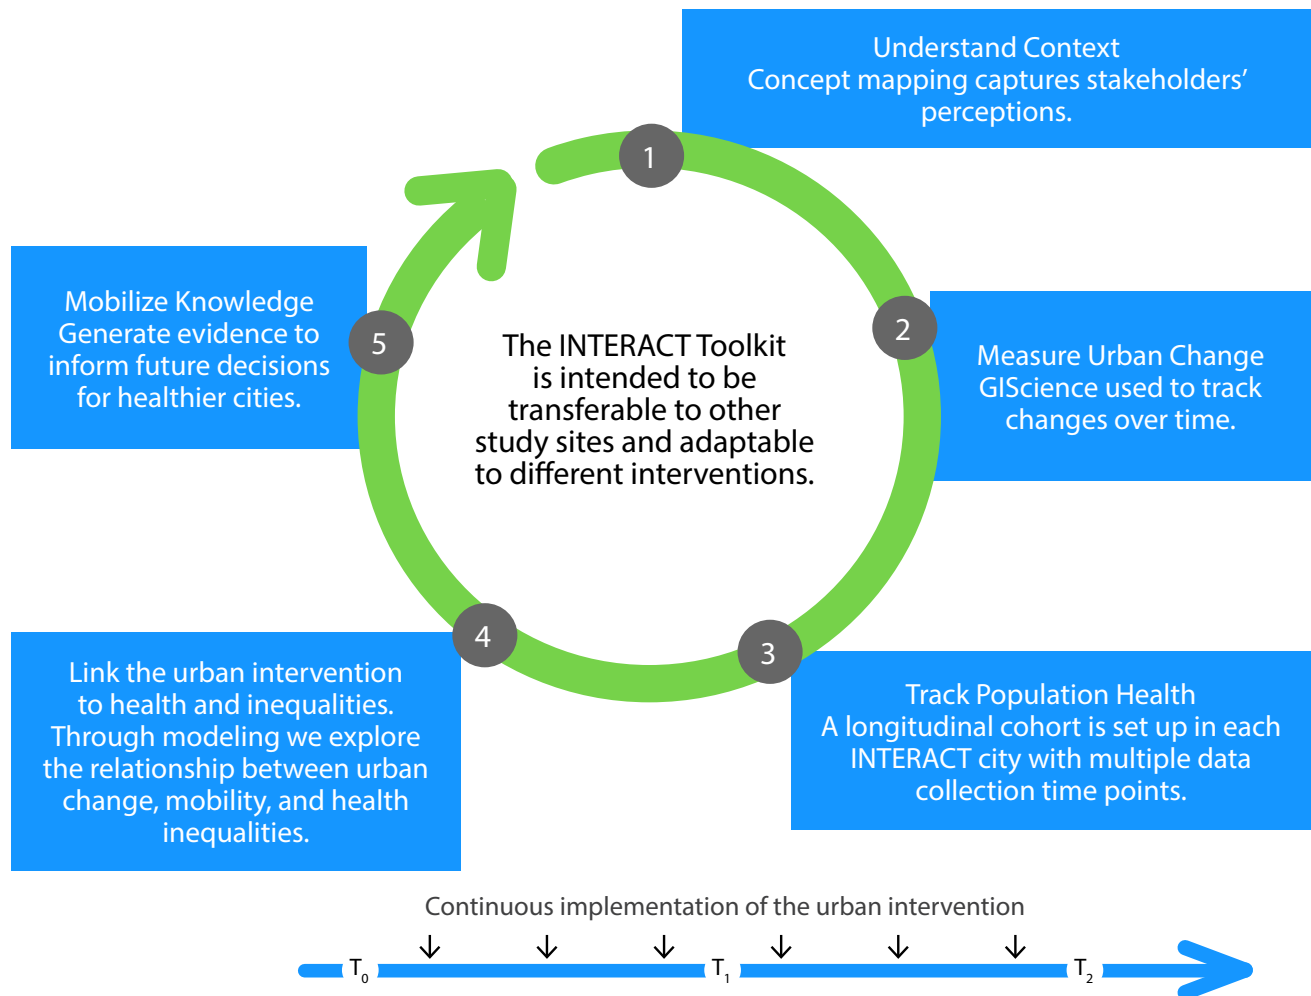 Understand Context
Concept mapping captures stakeholders’
perceptions.
1
2
Measure Urban Change
GIScience used to track
changes over time.
3
Track Population Health
A longitudinal cohort is set up in each
INTERACT city with multiple data
collection time points.
4
Link the urban intervention
to health and inequalities.
Through modeling we explore
the relationship between urban
change, mobility, and health
inequalities.
5
Mobilize Knowledge
Generate evidence to
inform future decisions
for healthier cities.
The INTERACT Toolkit
is intended to be
transferable to other
study sites and adaptable
to different interventions.
Continuous implementation of the urban intervention
T₀ T₁ T₂